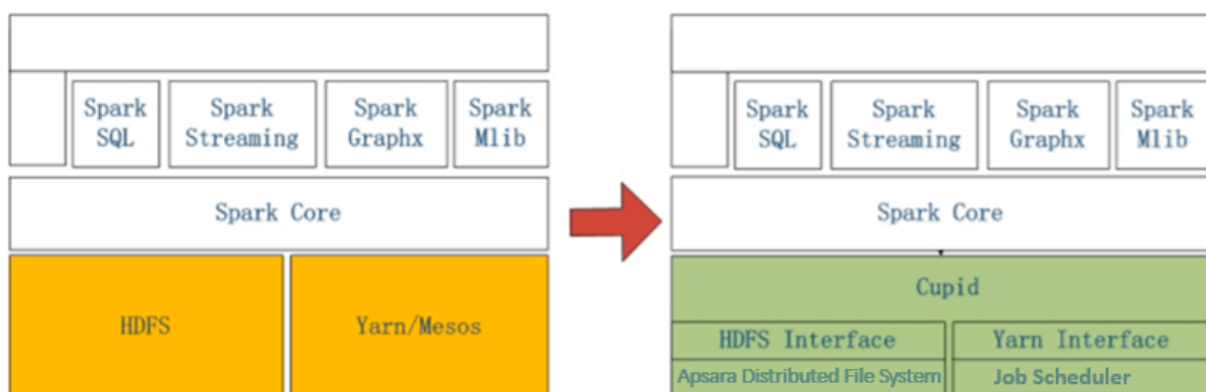 Spark
SQL
Spark
Streaming
Spark
Graphx
Spark
Mlib
Spark Core
HDFS
Yarn/Mesos
Spark
SQL
Spark
Streaming
Spark
Graphx
Spark
Mlib
Spark Core
Cupid
HDFS Interface
Yarn Interface
Apsara Distributed File System
Job Scheduler